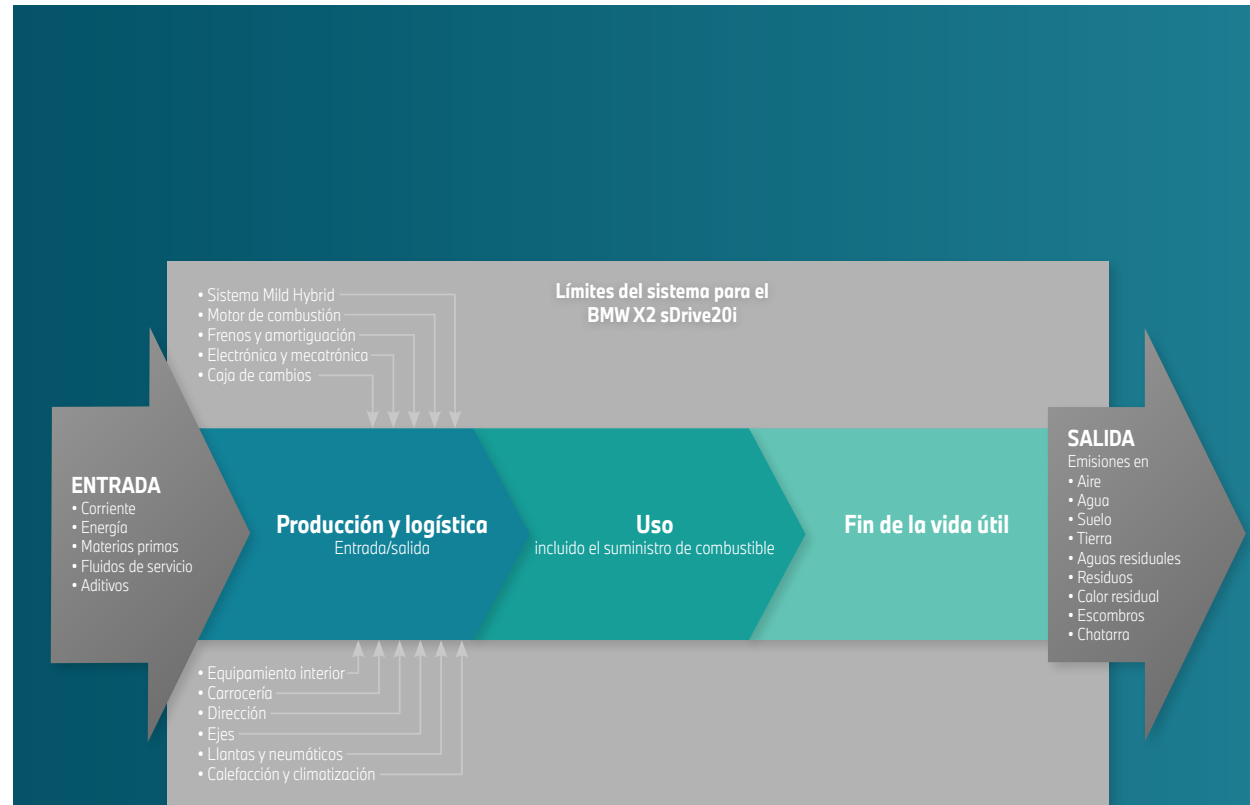 Límites del sistema para el
BMW X2 sDrive20i
• Sistema Mild Hybrid
• Motor de combustión
• Frenos y amortiguación
• Electrónica y mecatrónica
• Caja de cambios
ENTRADA
• Corriente
• Energía
• Materias primas
• Fluidos de servicio
• Aditivos
Producción y logística
Entrada/salida
Uso
incluido el suministro de combustible
Fin de la vida útil
SALIDA
Emisiones en
• Aire
• Agua
• Suelo
• Tierra
• Aguas residuales
• Residuos
• Calor residual
• Escombros
• Chatarra
• Equipamiento interior
• Carrocería
• Dirección
• Ejes
• Llantas y neumáticos
• Calefacción y climatización